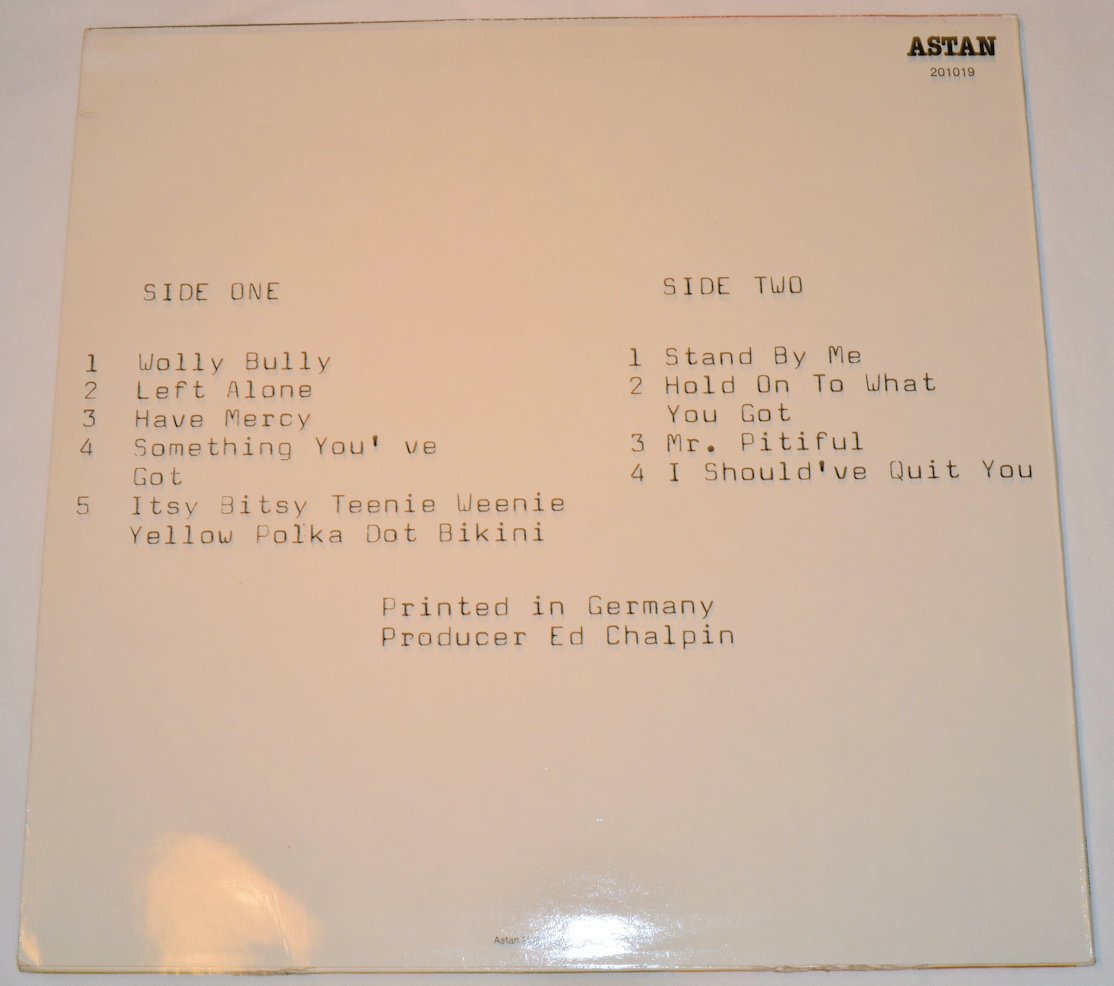 ASTAN
201019
SIDE ONE
1 Wolly Bully
2 Left Alone
3 Have Mercy
4 Something You' ve
Got
5 Itsy Bitsy Teenie Weenie
Yellow Polka Dot Bikini
SIDE TWO
1 Stand By Me
2 Hold On To What
You Got
3 Mr. Pitiful
4 I Should've Quit You
Printed in Germany
Producer Ed Chalpin
Astan